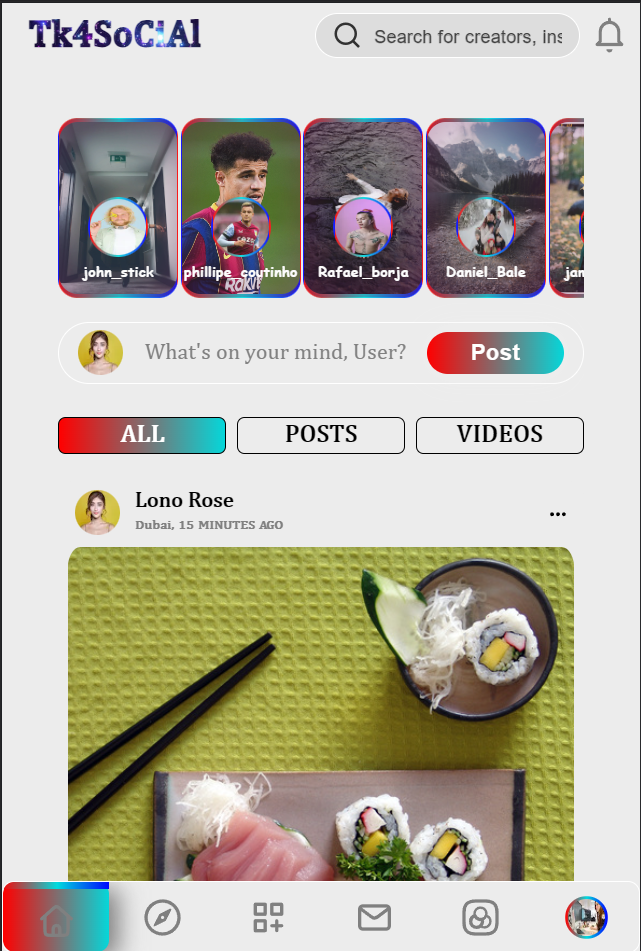 Tk4SoCiAl
Search for creators, ins
john_stick
phillipe_coutinho
Rafael_borja
Daniel_Bale
jan
What's on your mind, User?
Post
ALL
POSTS
VIDEOS
Lono Rose
Dubai, 15 MINUTES AGO